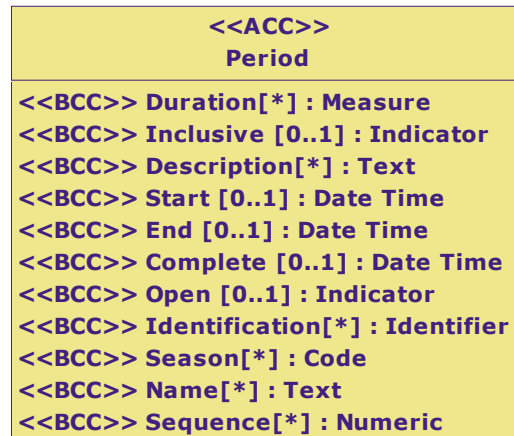 <<ACC>>
Period
<<BCC>> Duration[*] : Measure
<<BCC>> Inclusive [0..1] : Indicator
<<BCC>> Description[*] : Text
<<BCC>> Start [0..1] : Date Time
<<BCC>> End [0..1] : Date Time
<<BCC>> Complete [0..1] : Date Time
<<BCC>> Open [0..1] : Indicator
<<BCC>> Identification[*] : Identifier
<<BCC>> Season[*] : Code
<<BCC>> Name[*] : Text
<<BCC>> Sequence[*] : Numeric